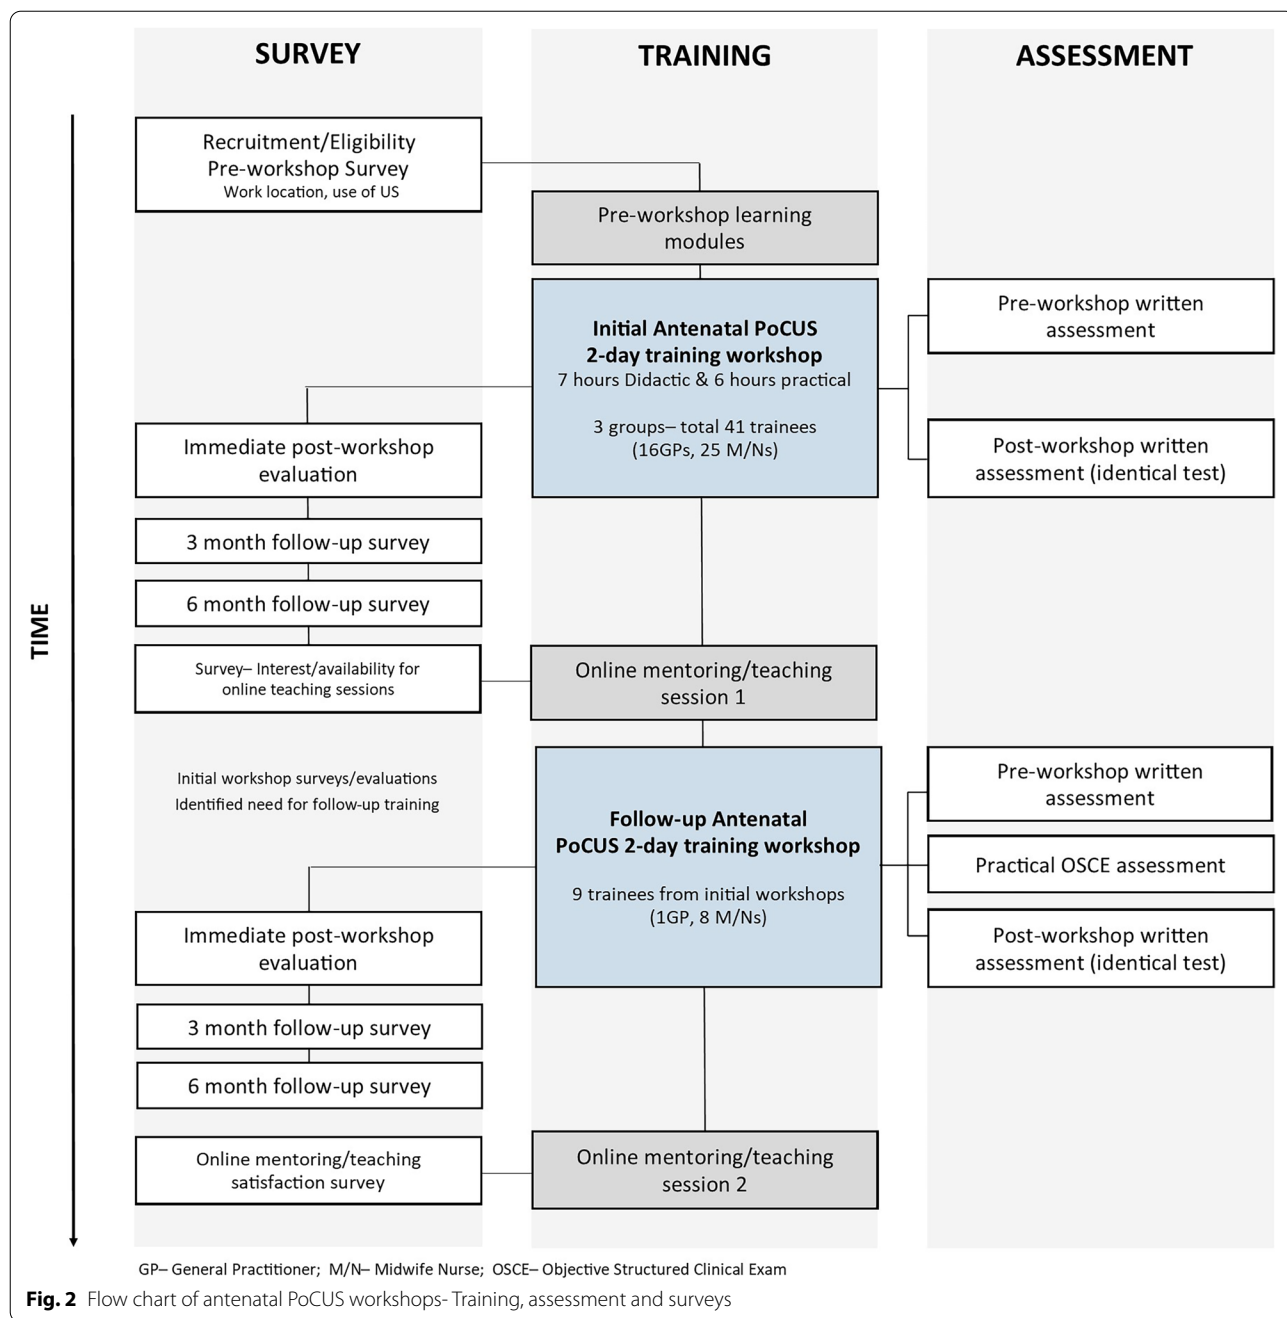 SURVEY
TRAINING
ASSESSMENT
TIME
Recruitment/Eligibility
Pre-workshop Survey
Work location, use of US
Pre-workshop learning
modules
Initial Antenatal PoCUS
2-day training workshop
7 hours Didactic & 6 hours practical
3 groups– total 41 trainees
(16GPs, 25 M/Ns)
Pre-workshop written
assessment
Post-workshop written
assessment (identical test)
Immediate post-workshop
evaluation
3 month follow-up survey
6 month follow-up survey
Survey– Interest/availability for
online teaching sessions
Online mentoring/teaching
session 1
Initial workshop surveys/evaluations
Identified need for follow-up training
Follow-up Antenatal
PoCUS 2-day training workshop
9 trainees from initial workshops
(1GP, 8 M/Ns)
Pre-workshop written
assessment
Practical OSCE assessment
Post-workshop written
assessment (identical test)
Immediate post-workshop
evaluation
3 month follow-up survey
6 month follow-up survey
Online mentoring/teaching
satisfaction survey
Online mentoring/teaching
session 2
GP– General Practitioner; M/N– Midwife Nurse; OSCE– Objective Structured Clinical Exam
Fig. 2 Flow chart of antenatal PoCUS workshops- Training, assessment and surveys